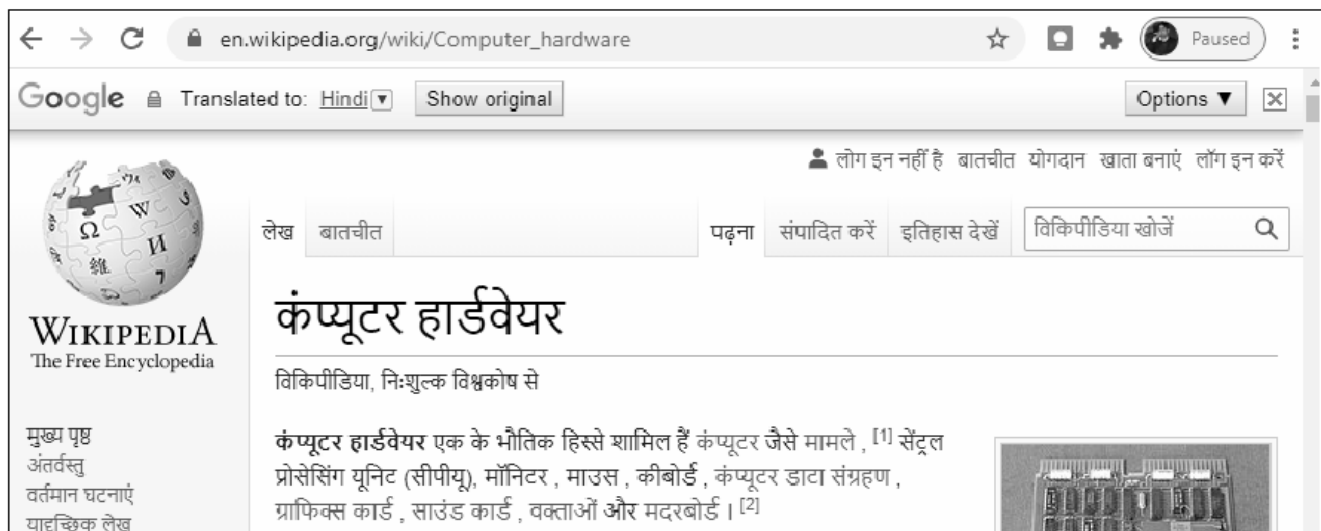 en.wikipedia.org/wiki/Computer_hardware Paused
Google Translated to: Hindi Show original Options
लोग इन नहीं है बातचीत योगदान खाता बनाएं लॉग इन करें
लेख बातचीत पढ़ना संपादित करें इतिहास देखें विकिपीडिया खोजें
कंप्यूटर हार्डवेयर
WIKIPEDIA
The Free Encyclopedia
विकिपीडिया, निःशुल्क विश्वकोष से
मुख्य पृष्ठ
अंतर्वस्तु
वर्तमान घटनाएं
यादृच्छिक लेख
कंप्यूटर हार्डवेयर एक के भौतिक हिस्से शामिल हैं कंप्यूटर जैसे मामले , [1] सेंट्रल
प्रोसेसिंग यूनिट (सीपीयू), मॉनिटर , माउस , कीबोर्ड , कंप्यूटर डाटा संग्रहण ,
ग्राफिक्स कार्ड , साउंड कार्ड , वक्ताओं और मदरबोर्ड । [2]